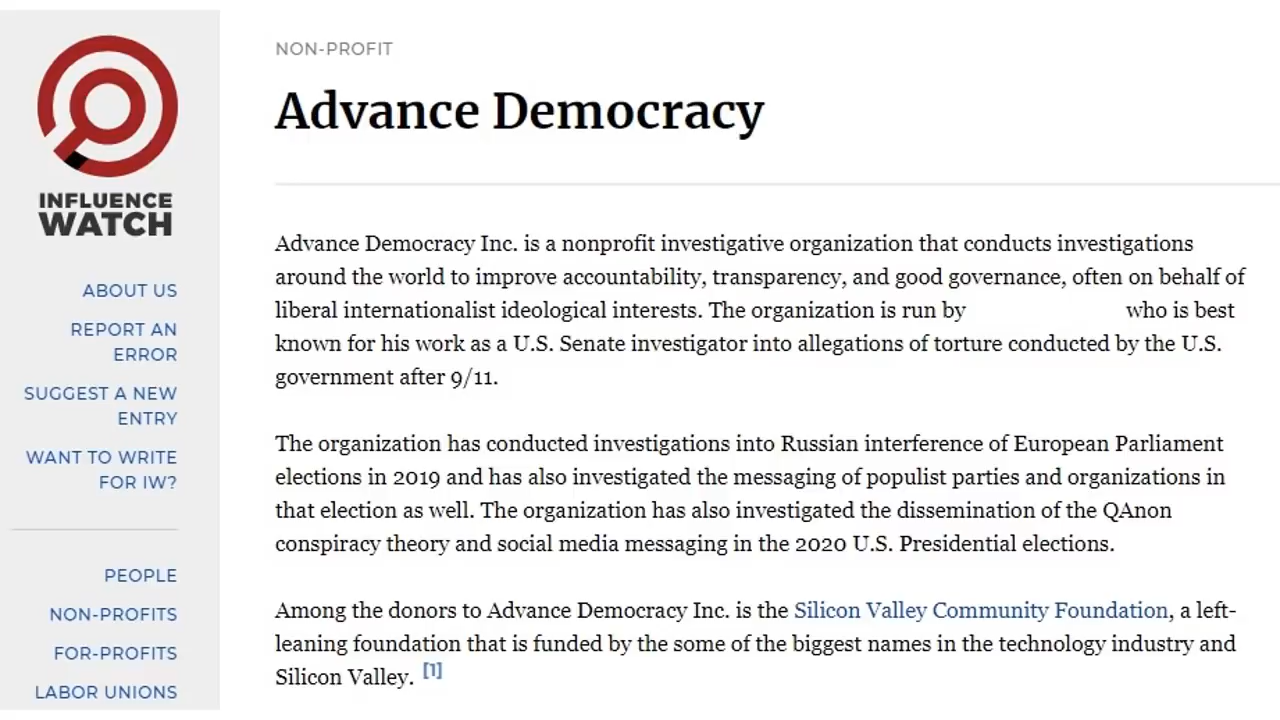 INFLUENCE
WATCH
ABOUT US
REPORT AN
ERROR
SUGGEST A NEW
ENTRY
WANT TO WRITE
FOR IW?
PEOPLE
NON-PROFITS
FOR-PROFITS
LABOR UNIONS
NON-PROFIT
Advance Democracy
Advance Democracy Inc. is a nonprofit investigative organization that conducts investigations
around the world to improve accountability, transparency, and good governance, often on behalf of
liberal internationalist ideological interests. The organization is run by who is best
known for his work as a U.S. Senate investigator into allegations of torture conducted by the U.S.
government after 9/11.
The organization has conducted investigations into Russian interference of European Parliament
elections in 2019 and has also investigated the messaging of populist parties and organizations in
that election as well. The organization has also investigated the dissemination of the QAnon
conspiracy theory and social media messaging in the 2020 U.S. Presidential elections.
Among the donors to Advance Democracy Inc. is the Silicon Valley Community Foundation, a left-
leaning foundation that is funded by the some of the biggest names in the technology industry and
Silicon Valley. [1]